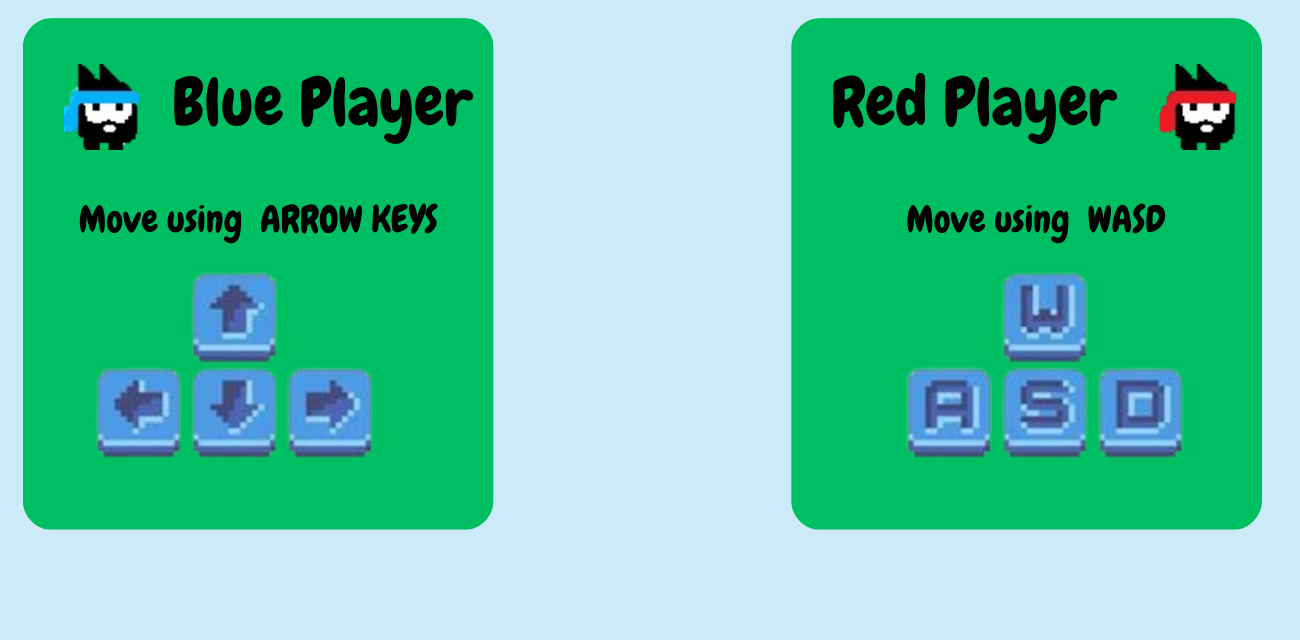 Blue Player
Move using ARROW KEYS
Red Player
Move using WASD
W
A S D